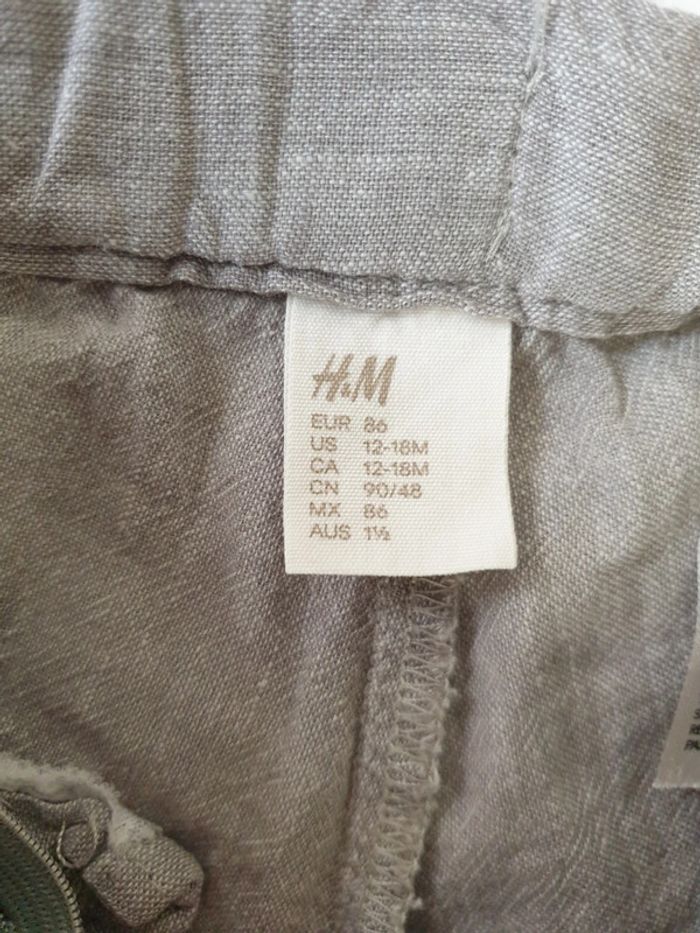 H&M
EUR 86
US 12-18M
CA 12-18M
CN 90/48
MX 86
AUS 1½